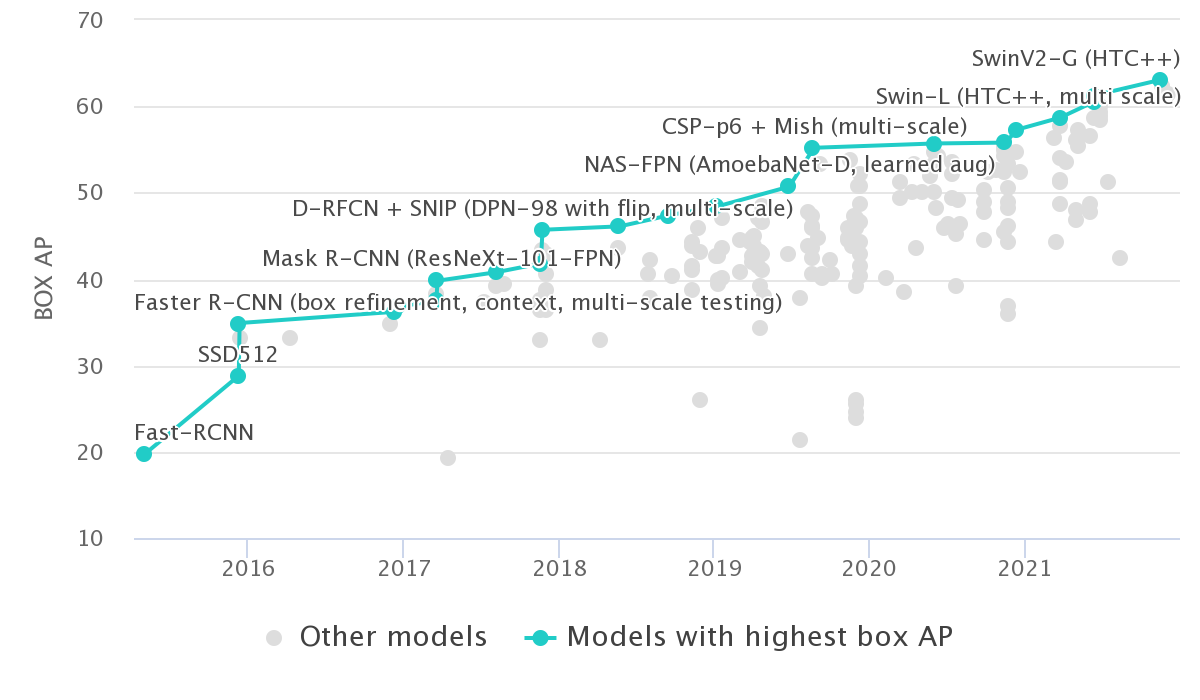 70
SwinV2-G (HTC++)
60
Swin-L (HTC++, multi scale)
CSP-p6 + Mish (multi-scale)
NAS-FPN (AmoebaNet-D, learned aug)
50
D-RFCN + SNIP (DPN-98 with flip, multi-scale)
BOX AP
Mask R-CNN (ResNeXt-101-FPN)
40
Faster R-CNN (box refinement, context, multi-scale testing)
SSD512
30
Fast-RCNN
20
10
2016 2017 2018 2019 2020 2021
Other models Models with highest box AP